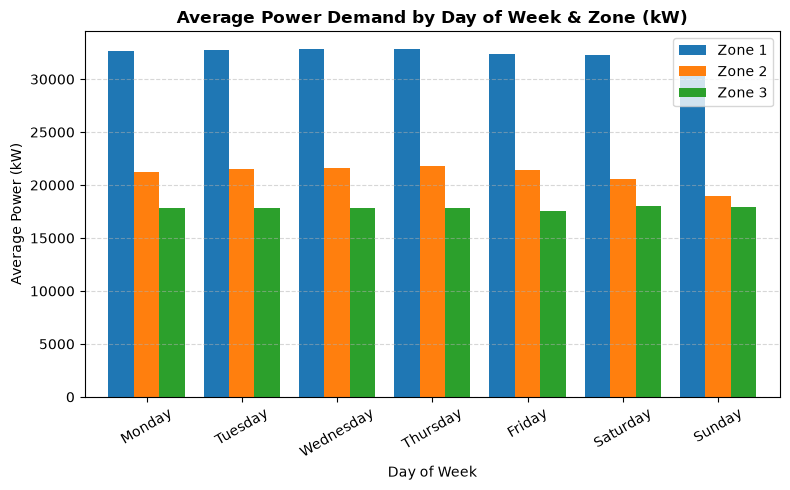 Average Power Demand by Day of Week & Zone (kW)
Zone 1
Zone 2
Zone 3
Average Power (kW)
30000
25000
20000
15000
10000
5000
0
Monday
Tuesday
Wednesday
Thursday
Friday
Saturday
Sunday
Day of Week